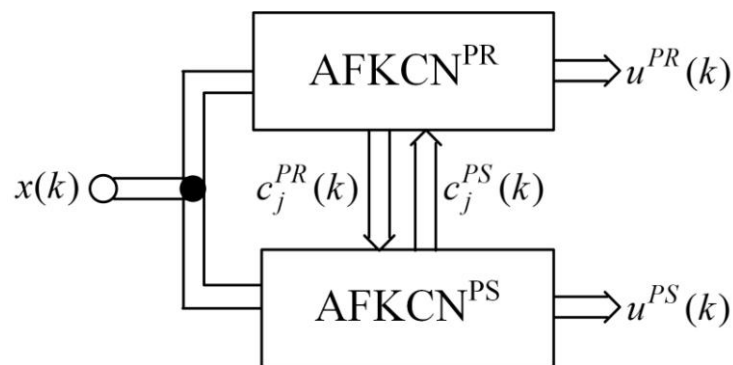 AFKCN^PR
u^PR(k)
x(k)
c_j^PR(k)
c_j^PS(k)
AFKCN^PS
u^PS(k)